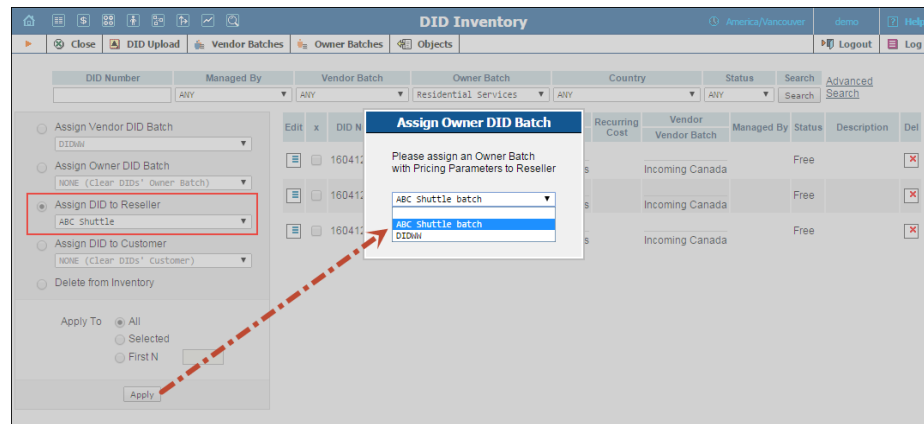 DID Inventory
America/Vancouver
demo
Help
Close
DID Upload
Vendor Batches
Owner Batches
Objects
Logout
Log
DID Number
Managed By
Vendor Batch
Owner Batch
Country
Status
Search
Advanced Search
ANY
ANY
Residential Services
ANY
ANY
Search
Assign Vendor DID Batch
DIDWW
Assign Owner DID Batch
NONE (Clear DIDs' Owner Batch)
Assign DID to Reseller
ABC Shuttle
Assign DID to Customer
NONE (Clear DIDs' Customer)
Delete from Inventory
Apply To
All
Selected
First N
Apply
Edit
x
DID N
Recurring Cost
Vendor
Vendor Batch
Managed By
Status
Description
Del
160412
s
Incoming Canada
Free
160412
s
Incoming Canada
Free
160412
s
Incoming Canada
Free
Assign Owner DID Batch
Please assign an Owner Batch
with Pricing Parameters to Reseller
ABC Shuttle batch
ABC Shuttle batch
DIDWW